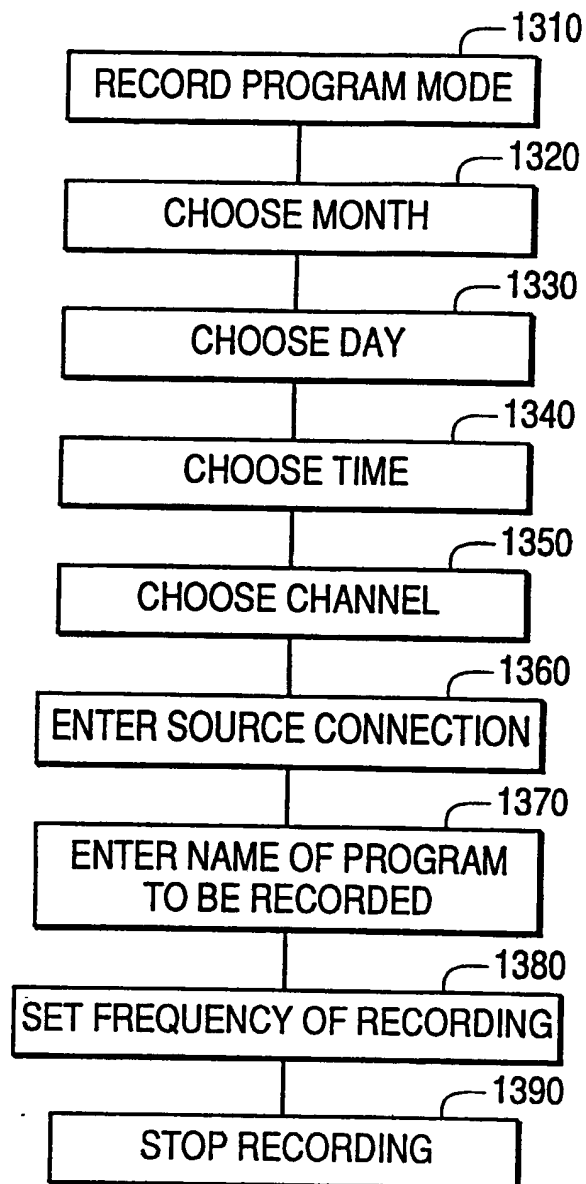 1310
RECORD PROGRAM MODE
1320
CHOOSE MONTH
1330
CHOOSE DAY
1340
CHOOSE TIME
1350
CHOOSE CHANNEL
1360
ENTER SOURCE CONNECTION
1370
ENTER NAME OF PROGRAM
TO BE RECORDED
1380
SET FREQUENCY OF RECORDING
1390
STOP RECORDING